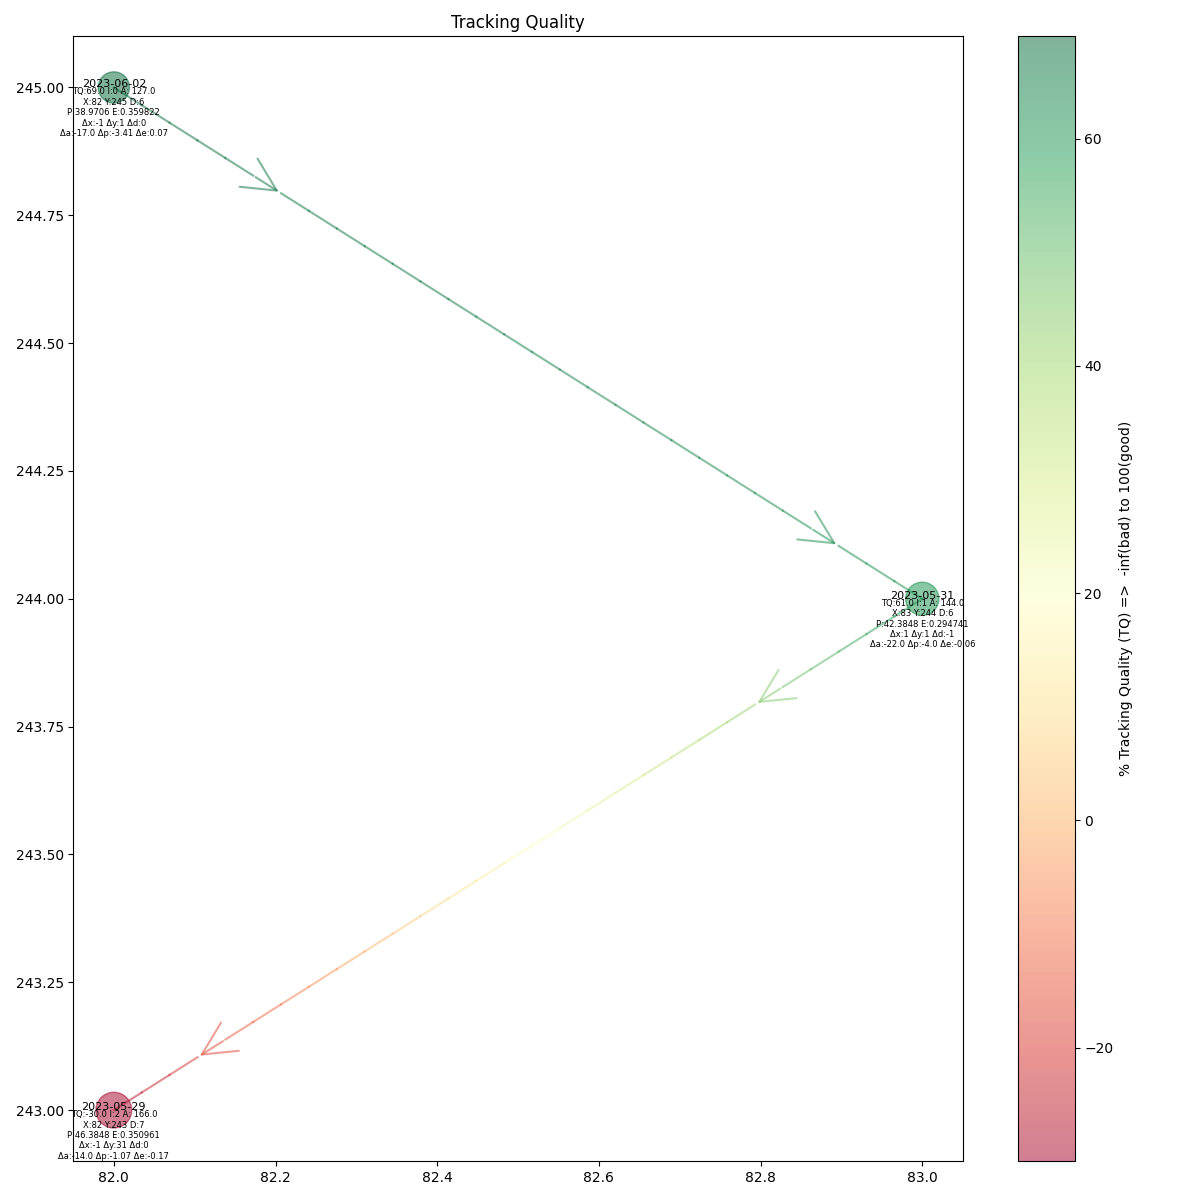 Tracking Quality
2023-06-02
TQ:69.0 I:0 A: 127.0
X:82 Y:245 D:6
P:38.9706 E:0.359822
Δx:-1 Δy:1 Δd:0
Δa:-17.0 Δp:-3.41 Δe:0.07
2023-05-31
TQ:61.0 I:1 A: 144.0
X:83 Y:244 D:6
P:42.3848 E:0.294741
Δx:1 Δy:1 Δd:-1
Δa:-22.0 Δp:-4.0 Δe:-0.06
2023-05-29
TQ:-30.0 I:2 A: 166.0
X:82 Y:243 D:7
P:46.3848 E:0.350961
Δx:-1 Δy:31 Δd:0
Δa:-14.0 Δp:-1.07 Δe:-0.17
245.00
244.75
244.50
244.25
244.00
243.75
243.50
243.25
243.00
82.0 82.2 82.4 82.6 82.8 83.0
60
40
20
0
−20
% Tracking Quality (TQ) => -inf(bad) to 100(good)